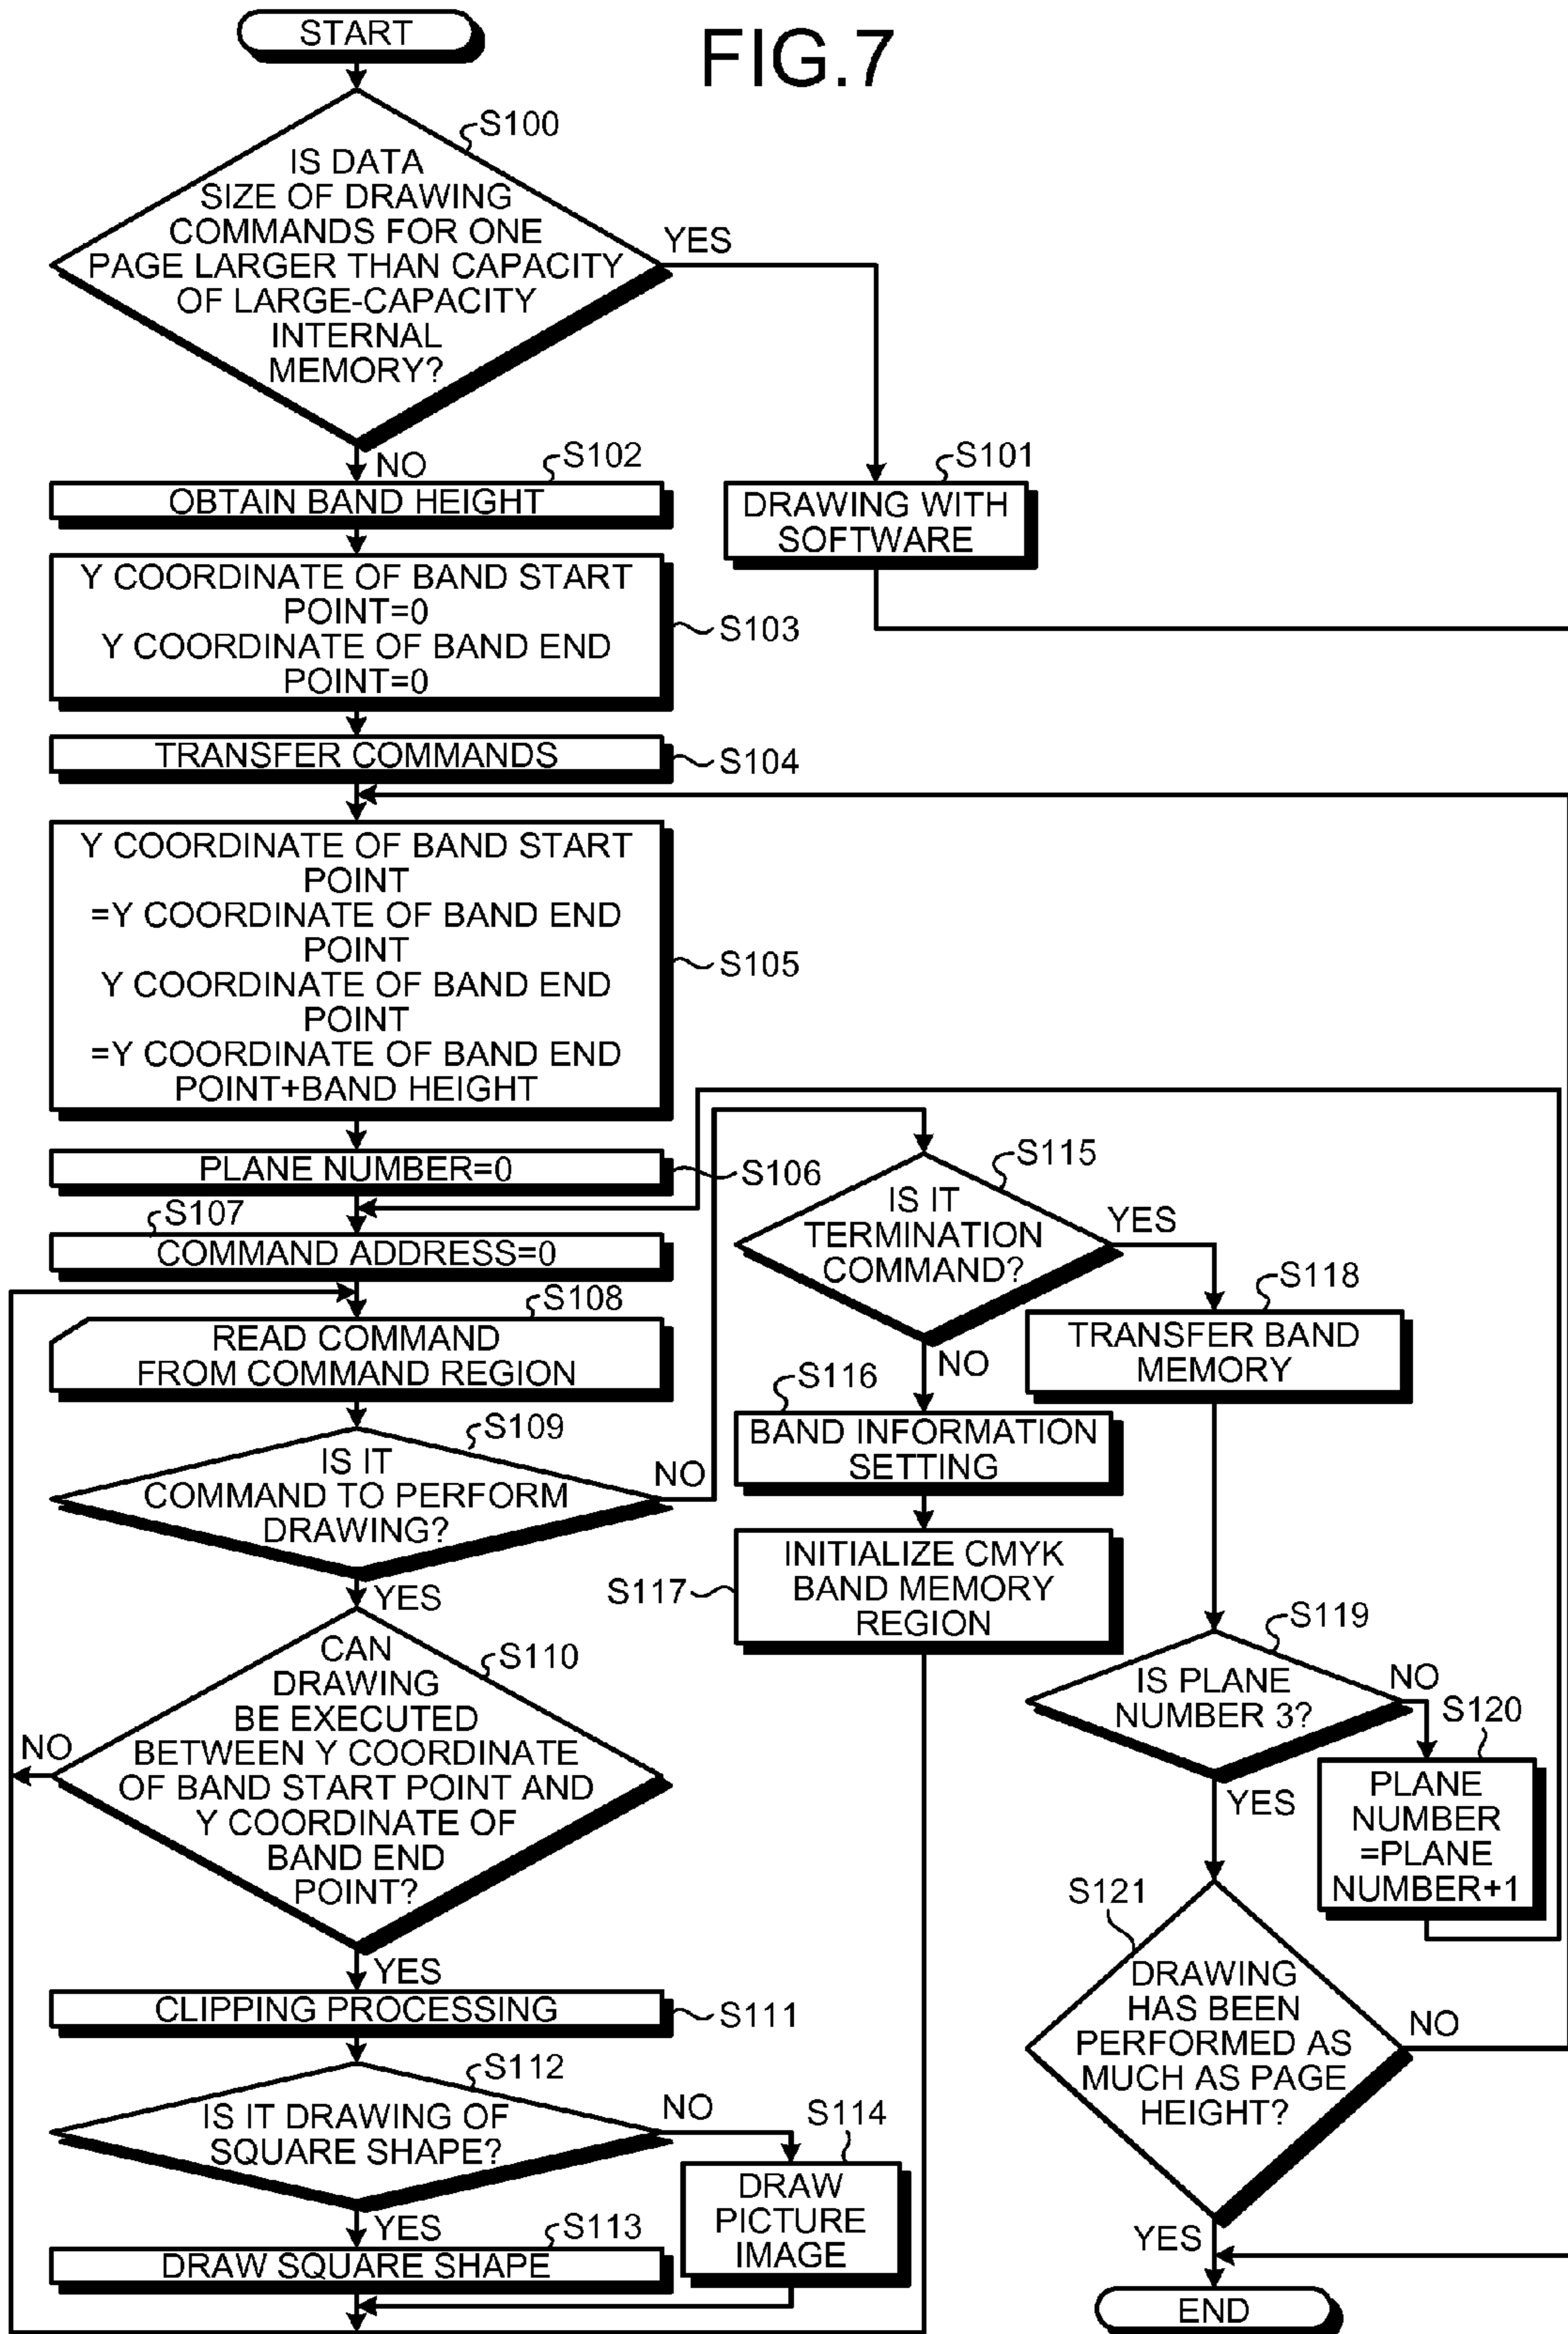 FIG.7
START
S100
IS DATA
SIZE OF DRAWING
COMMANDS FOR ONE
PAGE LARGER THAN CAPACITY
OF LARGE-CAPACITY
INTERNAL
MEMORY?
YES
NO
S101
DRAWING WITH
SOFTWARE
S102
OBTAIN BAND HEIGHT
Y COORDINATE OF BAND START
POINT=0
Y COORDINATE OF BAND END
POINT=0
S103
TRANSFER COMMANDS
S104
Y COORDINATE OF BAND START
POINT
=Y COORDINATE OF BAND END
POINT
Y COORDINATE OF BAND END
POINT
=Y COORDINATE OF BAND END
POINT+BAND HEIGHT
S105
PLANE NUMBER=0
S106
S107
COMMAND ADDRESS=0
S108
READ COMMAND
FROM COMMAND REGION
S109
IS IT
COMMAND TO PERFORM
DRAWING?
NO
YES
S110
CAN
DRAWING
BE EXECUTED
BETWEEN Y COORDINATE
OF BAND START POINT AND
Y COORDINATE OF
BAND END
POINT?
NO
YES
CLIPPING PROCESSING
S111
S112
IS IT DRAWING OF
SQUARE SHAPE?
NO
YES
S113
DRAW SQUARE SHAPE
S114
DRAW
PICTURE
IMAGE
S115
IS IT
TERMINATION
COMMAND?
YES
NO
S116
BAND INFORMATION
SETTING
S117
INITIALIZE CMYK
BAND MEMORY
REGION
S118
TRANSFER BAND
MEMORY
S119
IS PLANE
NUMBER 3?
NO
YES
S120
PLANE
NUMBER
=PLANE
NUMBER+1
S121
DRAWING
HAS BEEN
PERFORMED AS
MUCH AS PAGE
HEIGHT?
NO
YES
END